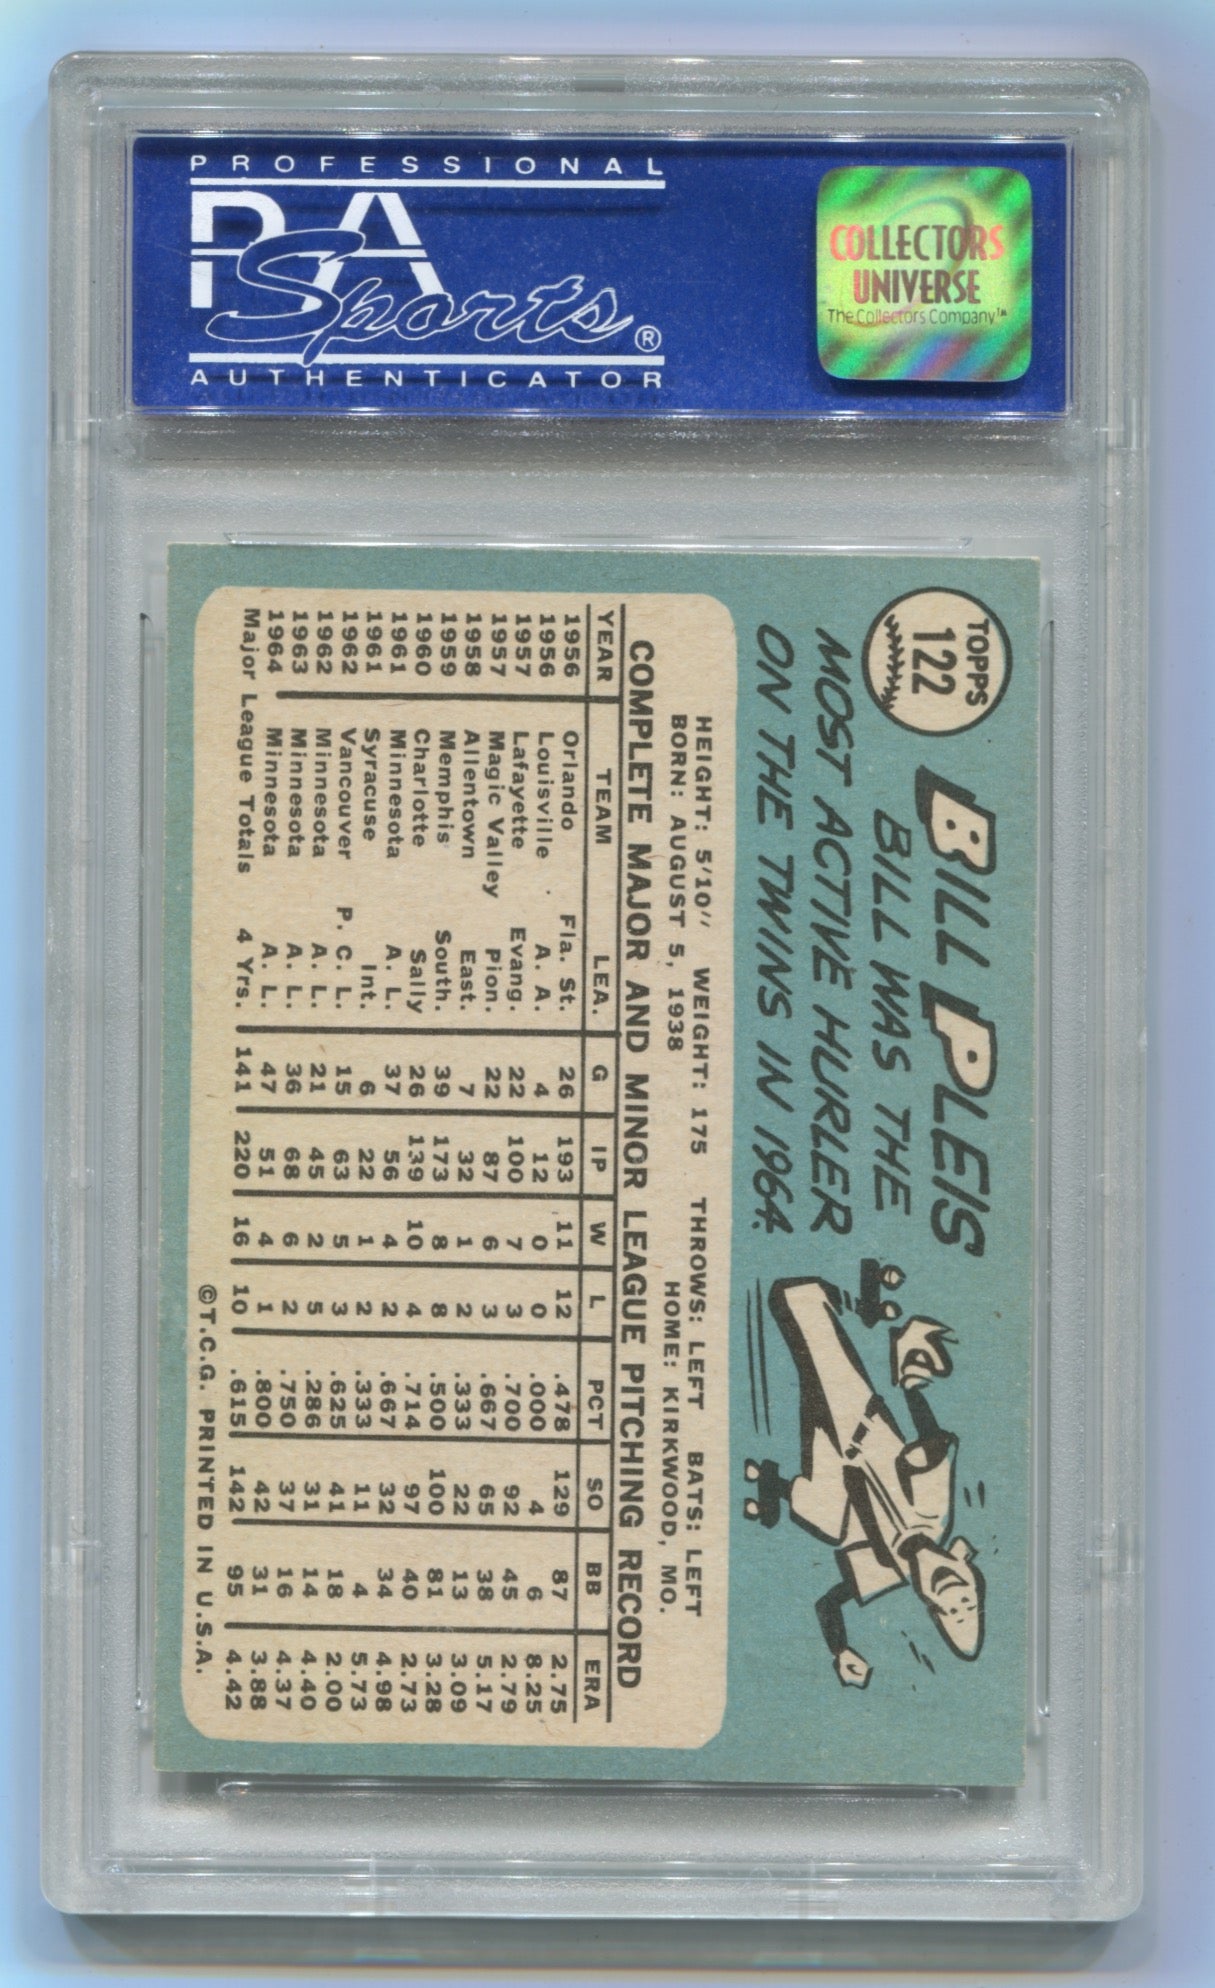 PROFESSIONAL
PSA
Sports®
AUTHENTICATOR
COLLECTORS
UNIVERSE
The Collectors Company™
TOPPS
122
BILL PLEIS
BILL WAS THE
MOST ACTIVE HURLER
ON THE TWINS IN 1964.
HEIGHT: 5'10" WEIGHT: 175 THROWS: LEFT BATS: LEFT
BORN: AUGUST 5, 1938 HOME: KIRKWOOD, MO.
COMPLETE MAJOR AND MINOR LEAGUE PITCHING RECORD
YEAR TEAM LEA. G IP W L PCT SO BB ERA
1956 Orlando Fla. St. 26 193 11 12 .478 129 87 2.75
1956 Louisville A. A. 4 12 0 0 .000 4 6 8.25
1957 Lafayette Evang. 22 100 7 3 .700 92 45 2.79
1957 Magic Valley Pion. 22 87 6 3 .667 65 38 5.17
1958 Allentown East. 7 32 1 2 .333 22 13 3.09
1959 Memphis South. 39 173 8 8 .500 100 81 3.28
1960 Charlotte Sally 26 139 10 4 .714 97 40 2.73
1961 Minnesota A. L. 37 56 4 2 .667 32 34 4.98
1961 Syracuse Int. 6 22 1 2 .333 11 4 5.73
1962 Vancouver P. C. L. 15 63 5 3 .625 41 18 2.00
1962 Minnesota A. L. 21 45 2 5 .286 31 14 4.40
1963 Minnesota A. L. 36 68 6 2 .750 37 16 4.37
1964 Minnesota A. L. 47 51 4 1 .800 42 31 3.88
Major League Totals 4 Yrs. 141 220 16 10 .615 142 95 4.42
©T.C.G. PRINTED IN U.S.A.